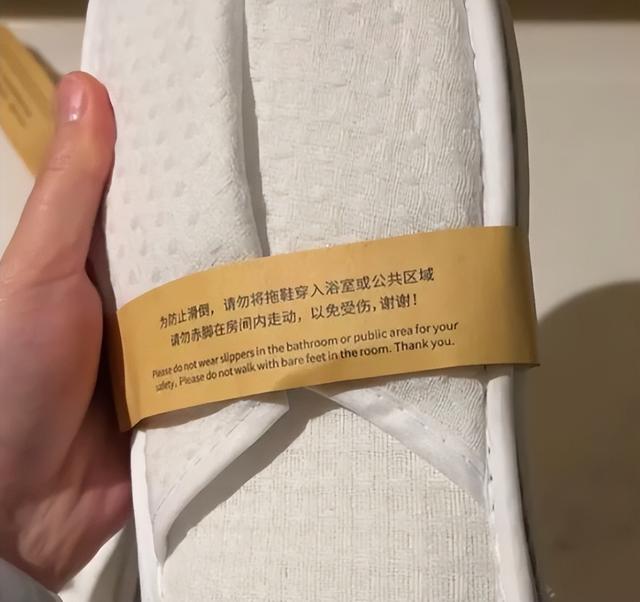 为防止滑倒，请勿将拖鞋穿入浴室或公共区域
请勿赤脚在房间内走动，以免受伤，谢谢！
Please do not wear slippers in the bathroom or public area for your
safety. Please do not walk with bare feet in the room. Thank you.